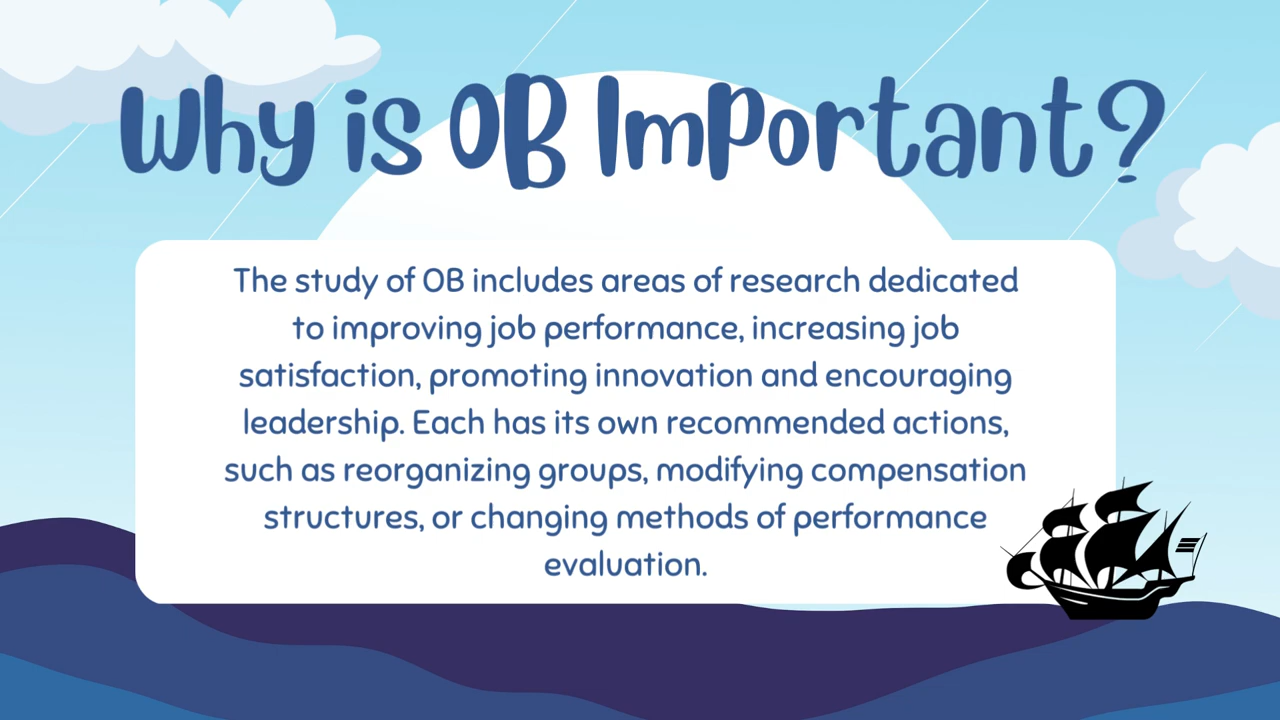 Why is OB Important?
The study of OB includes areas of research dedicated
to improving job performance, increasing job
satisfaction, promoting innovation and encouraging
leadership. Each has its own recommended actions,
such as reorganizing groups, modifying compensation
structures, or changing methods of performance
evaluation.